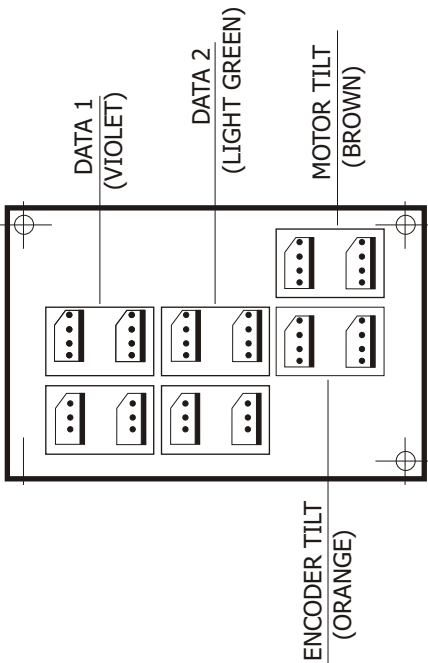 DATA 1
(VIOLET)
DATA 2
(LIGHT GREEN)
MOTOR TILT
(BROWN)
ENCODER TILT
(ORANGE)